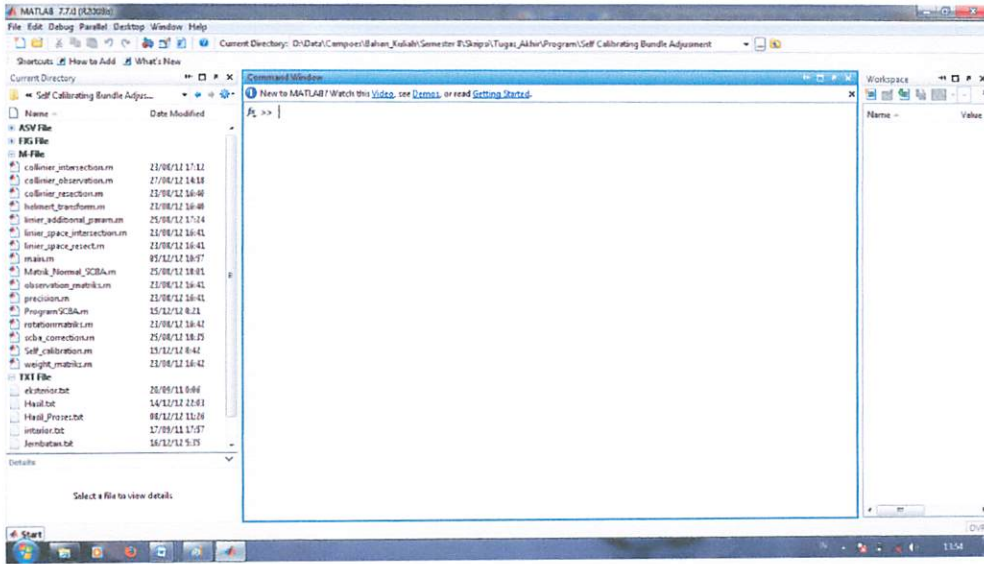 MATLAB 7.7.0 (R2008b)
File Edit Debug Parallel Desktop Window Help
Current Directory: D:\Data\Campoes\Bahan_Kuliah\Semester 8\Skripsi\Tugas_Akhir\Program\Self Calibrating Bundle Adjusment
Shortcuts How to Add What's New
Current Directory
« Self Calibrating Bundle Adjus...
Name Date Modified
ASV File
FIG File
M-File
collinier_intersection.m 23/08/12 17:12
collinier_observation.m 27/08/12 14:18
collinier_resection.m 23/08/12 16:40
helmert_transform.m 23/08/12 16:40
linier_additional_param.m 25/08/12 17:24
linier_space_intersection.m 23/08/12 16:41
linier_space_resect.m 23/08/12 16:41
main.m 05/12/12 10:57
Matrik_Normal_SCBA.m 25/08/12 18:01
observation_matriks.m 23/08/12 16:41
precision.m 23/08/12 16:41
ProgramSCBA.m 15/12/12 8:21
rotationmatriks.m 23/08/12 16:42
scba_correction.m 25/08/12 18:35
Self_calibration.m 15/12/12 8:42
weight_matriks.m 23/08/12 16:42
TXT File
eksterior.txt 20/09/11 0:06
Hasil.txt 14/12/12 22:03
Hasil_Proses.txt 08/12/12 11:26
interior.txt 17/09/11 17:57
Jembatan.txt 16/12/12 5:35
Details
Select a file to view details
Command Window
New to MATLAB? Watch this Video, see Demos, or read Getting Started.
fx >>
Workspace
Name Value
Start
OVR
IN
13:54